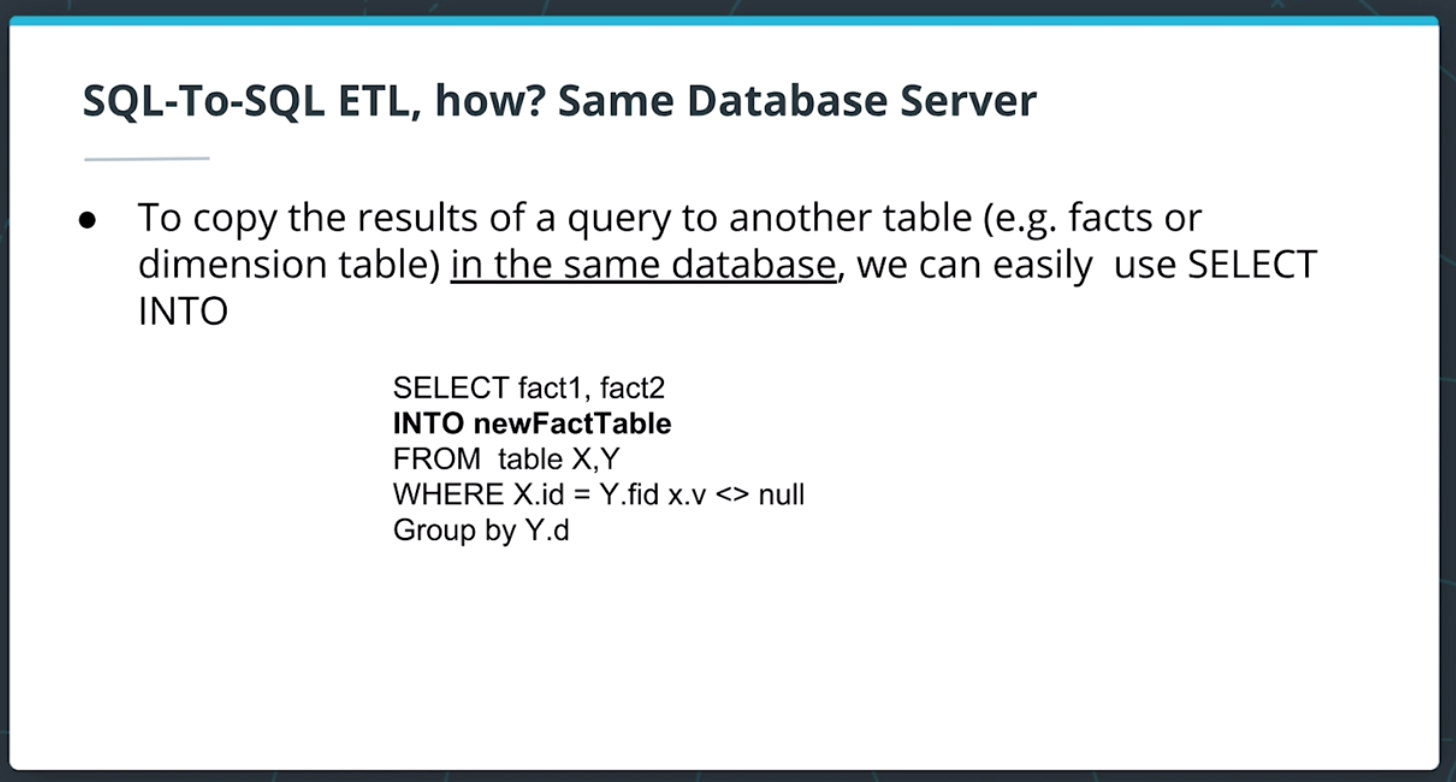 SQL-To-SQL ETL, how? Same Database Server
● To copy the results of a query to another table (e.g. facts or
dimension table) in the same database, we can easily  use SELECT
INTO
SELECT fact1, fact2
INTO newFactTable
FROM  table X,Y
WHERE X.id = Y.fid x.v <> null
Group by Y.d